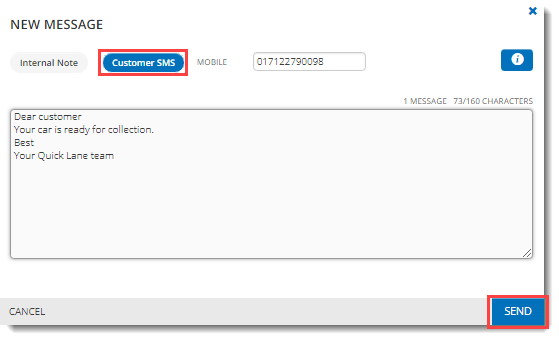 NEW MESSAGE
Internal Note Customer SMS MOBILE 017122790098
1 MESSAGE 73/160 CHARACTERS
Dear customer
Your car is ready for collection.
Best
Your Quick Lane team
CANCEL SEND